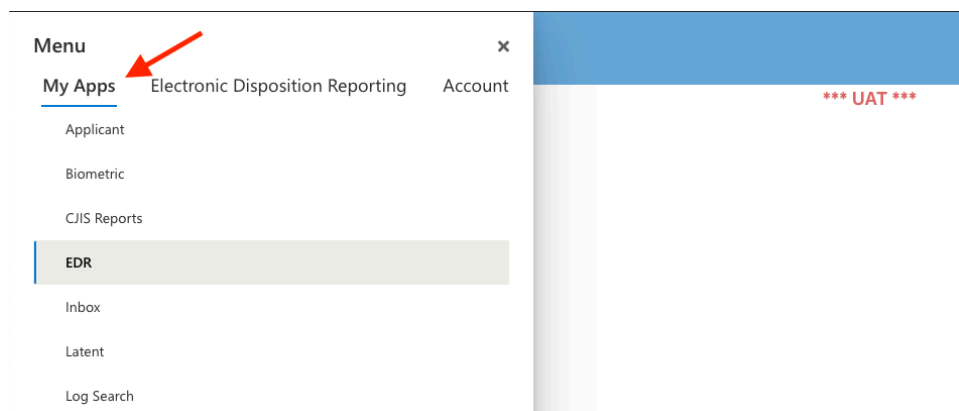 Menu ×
My Apps Electronic Disposition Reporting Account
*** UAT ***
Applicant
Biometric
CJIS Reports
EDR
Inbox
Latent
Log Search